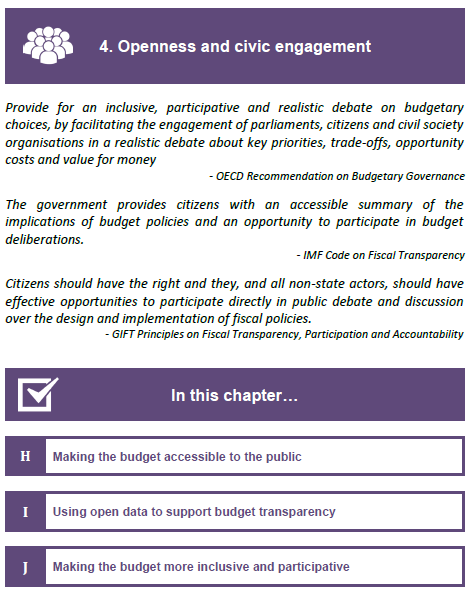 4. Openness and civic engagement
Provide for an inclusive, participative and realistic debate on budgetary
choices, by facilitating the engagement of parliaments, citizens and civil society
organisations in a realistic debate about key priorities, trade-offs, opportunity
costs and value for money
- OECD Recommendation on Budgetary Governance
The government provides citizens with an accessible summary of the
implications of budget policies and an opportunity to participate in budget
deliberations.
- IMF Code on Fiscal Transparency
Citizens should have the right and they, and all non-state actors, should have
effective opportunities to participate directly in public debate and discussion
over the design and implementation of fiscal policies.
- GIFT Principles on Fiscal Transparency, Participation and Accountability
In this chapter…
H Making the budget accessible to the public
I Using open data to support budget transparency
J Making the budget more inclusive and participative